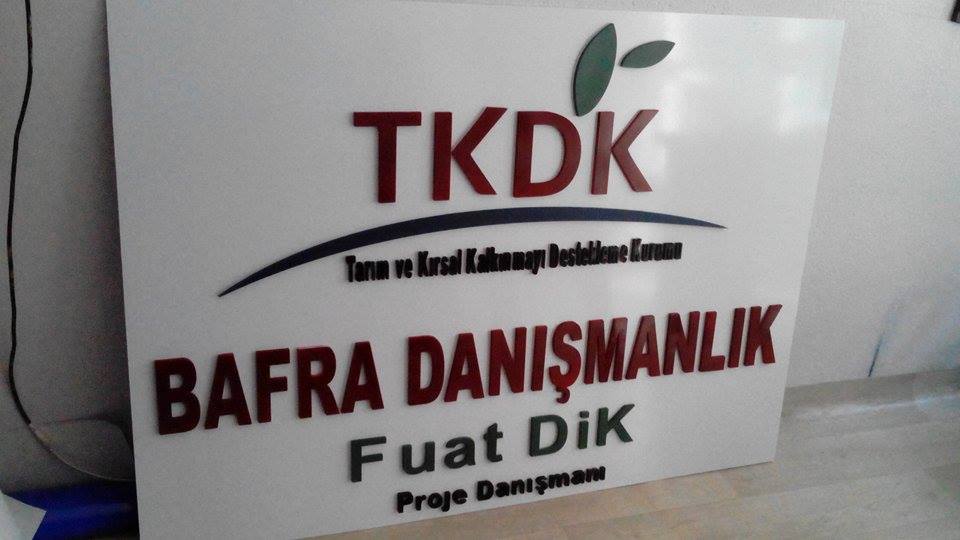 TKDK
Tarım ve Kırsal Kalkınmayı Destekleme Kurumu
BAFRA DANIŞMANLIK
Fuat DiK
Proje Danışmanı